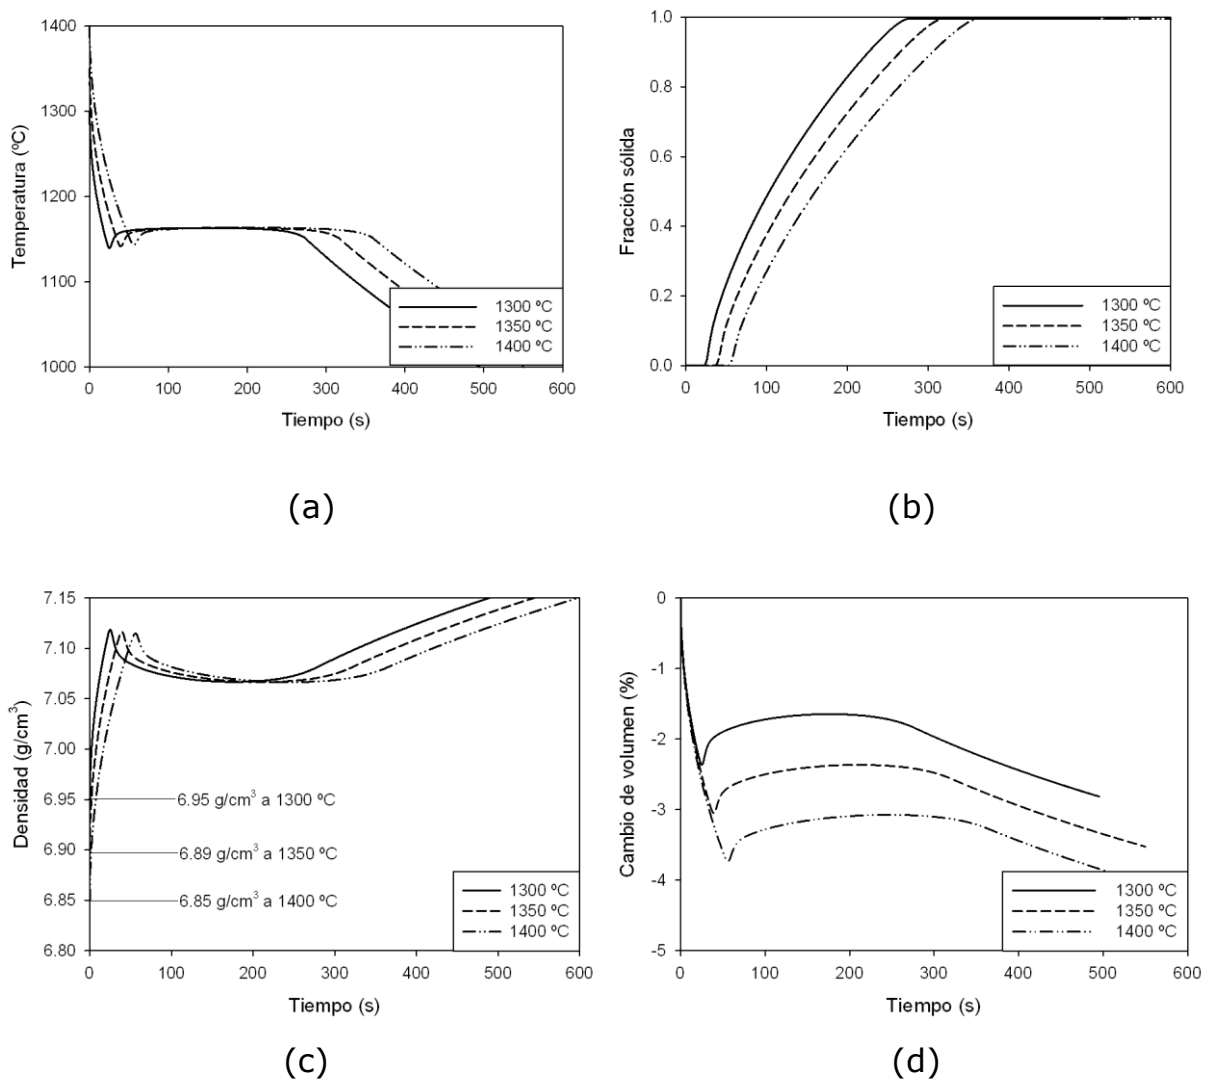 1400
1300
1200
1100
1000
Temperatura (ºC)
0 100 200 300 400 500 600
Tiempo (s)
1300 ºC
1350 ºC
1400 ºC
(a)
1.0
0.8
0.6
0.4
0.2
0.0
Fracción sólida
0 100 200 300 400 500 600
Tiempo (s)
1300 ºC
1350 ºC
1400 ºC
(b)
7.15
7.10
7.05
7.00
6.95
6.90
6.85
6.80
Densidad (g/cm³)
6.95 g/cm³ a 1300 ºC
6.89 g/cm³ a 1350 ºC
6.85 g/cm³ a 1400 ºC
0 100 200 300 400 500 600
Tiempo (s)
1300 ºC
1350 ºC
1400 ºC
(c)
0
-1
-2
-3
-4
-5
Cambio de volumen (%)
0 100 200 300 400 500 600
Tiempo (s)
1300 ºC
1350 ºC
1400 ºC
(d)